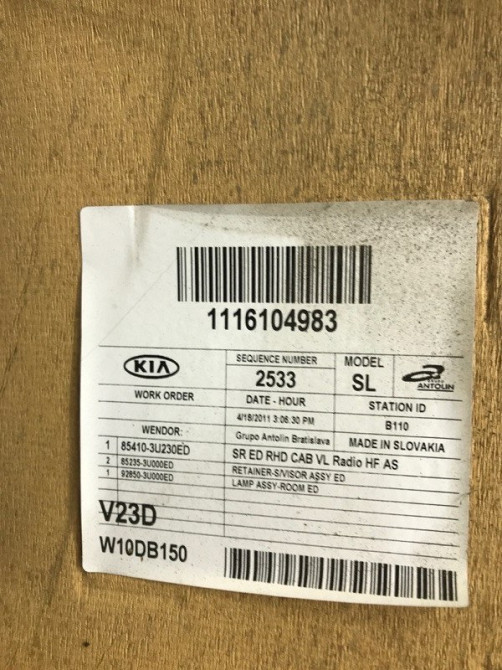 1116104983
KIA
SEQUENCE NUMBER
2533
MODEL
SL
ANTOLIN
WORK ORDER
DATE - HOUR
4/18/2011 3:06:30 PM
STATION ID
B110
VENDOR:
Grupo Antolin Bratislava
MADE IN SLOVAKIA
1 85410-3U230ED SR ED RHD CAB VL Radio HF AS
2 85235-3U000ED RETAINER-S/VISOR ASSY ED
1 92850-3U000ED LAMP ASSY-ROOM ED
V23D
W10DB150